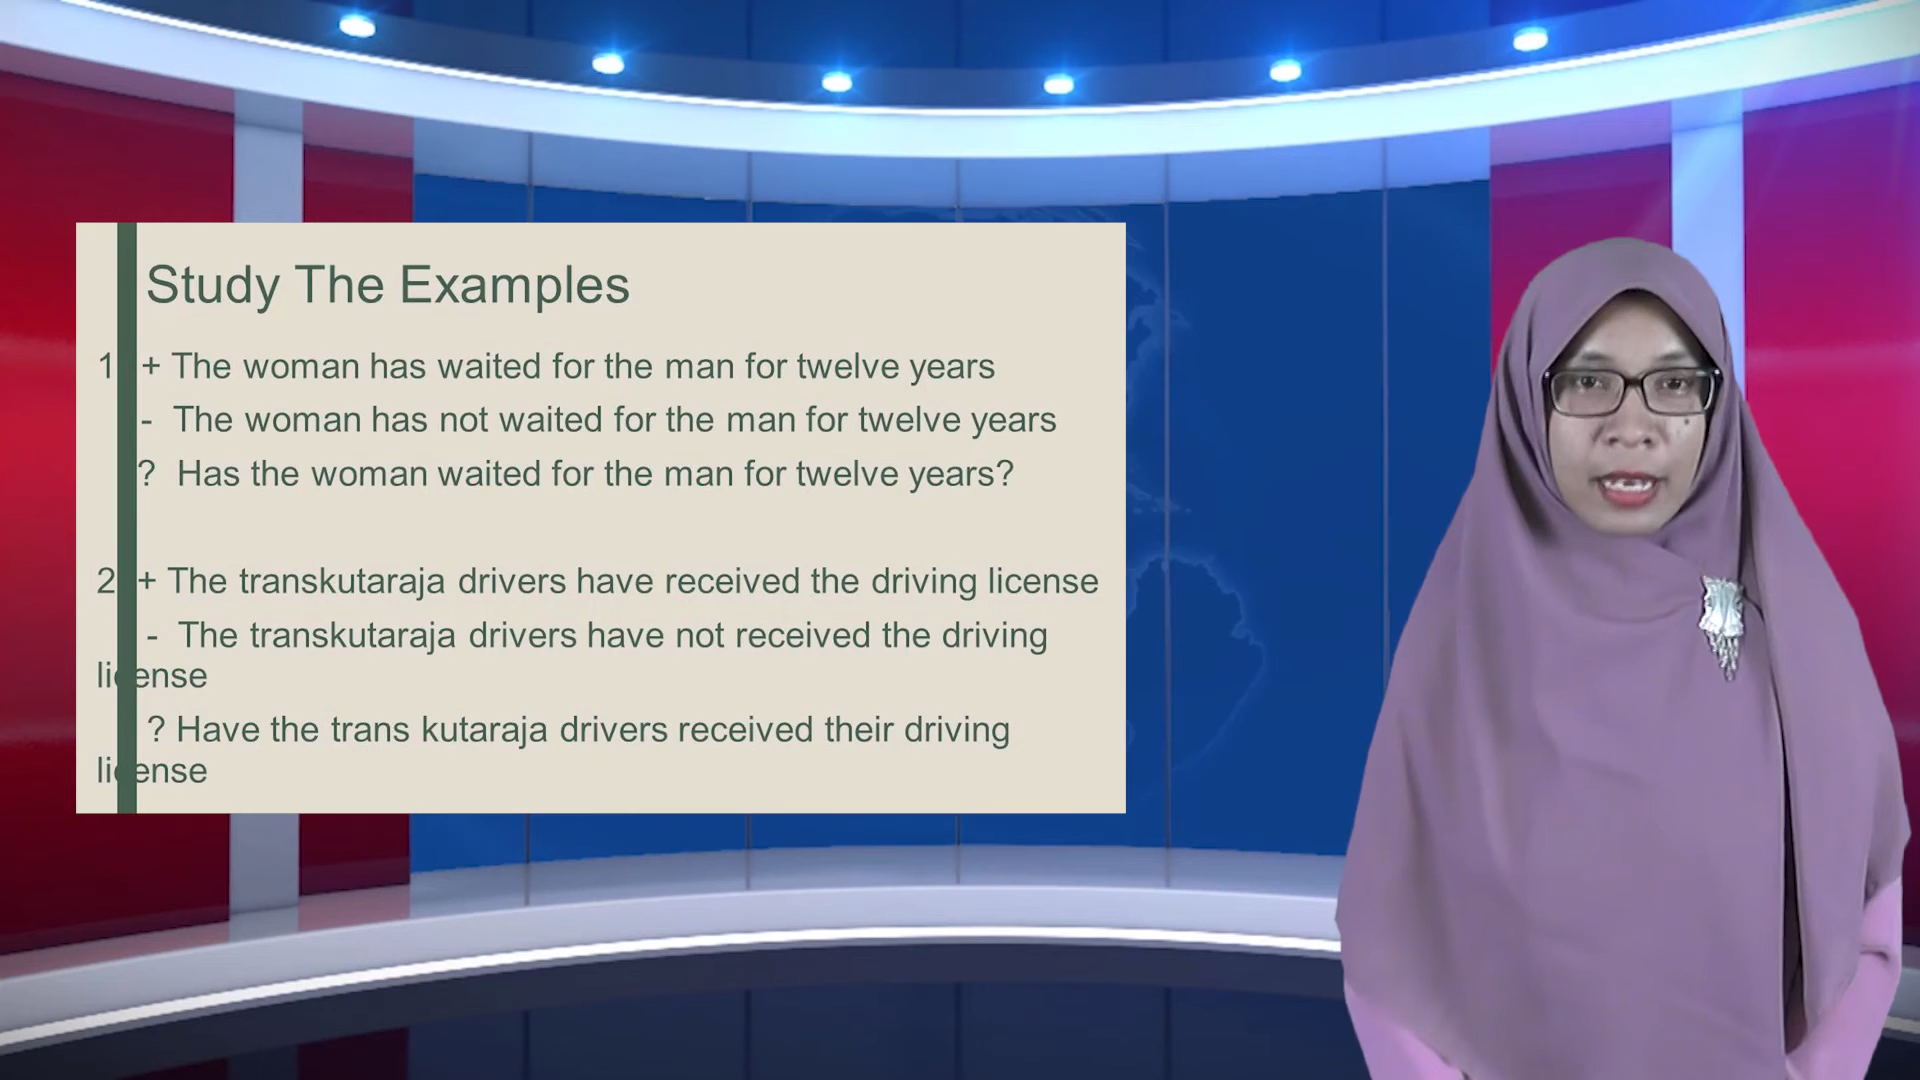 Study The Examples
1 + The woman has waited for the man for twelve years
- The woman has not waited for the man for twelve years
? Has the woman waited for the man for twelve years?
2 + The transkutaraja drivers have received the driving license
- The transkutaraja drivers have not received the driving
license
? Have the trans kutaraja drivers received their driving
license